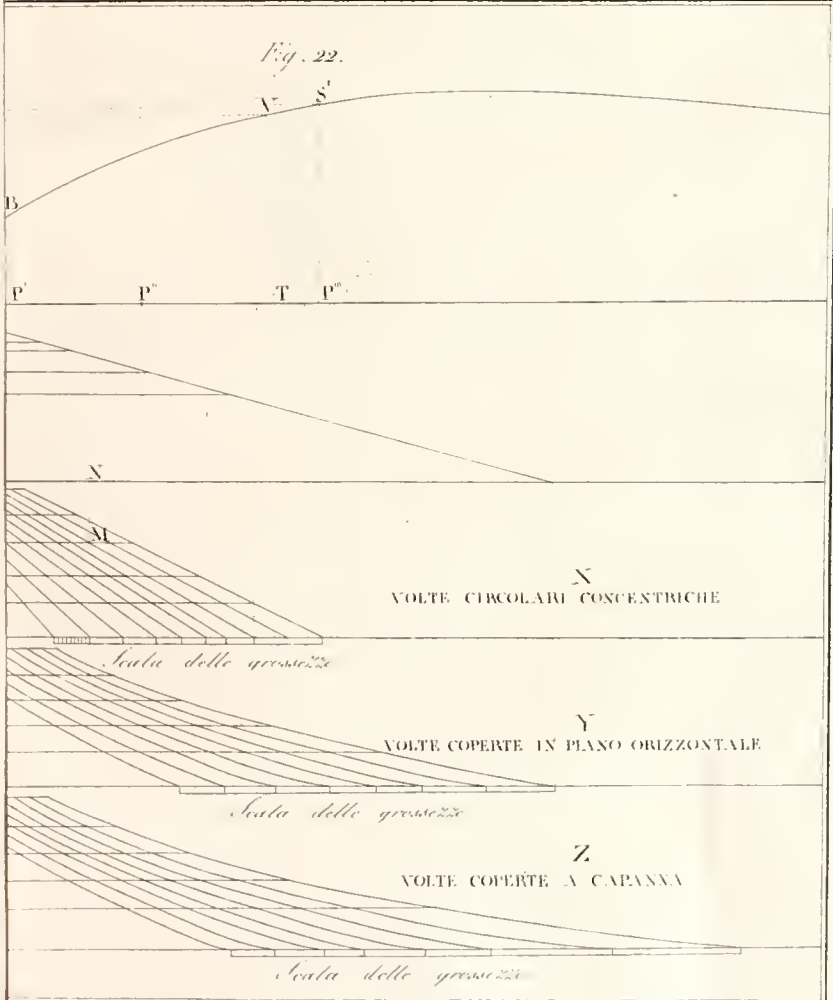 Fig. 22.
V S'
B
P' P'' T P'''
N
M
X
VOLTE CIRCOLARI CONCENTRICHE
Scala delle grossezze
Y
VOLTE COPERTE IN PIANO ORIZZONTALE
Scala delle grossezze
Z
VOLTE COPERTE A CAPANNA
Scala delle grossezze